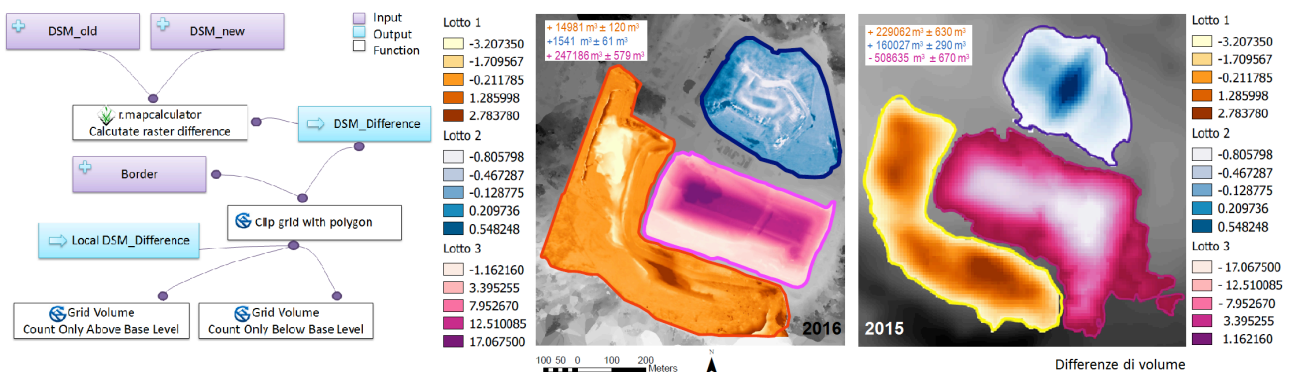 DSM_cld
DSM_new
Input
Output
Function
r.mapcalculator
Calcutate raster difference
DSM_Difference
Border
Clip grid with polygon
Local DSM_Difference
Grid Volume
Count Only Above Base Level
Grid Volume
Count Only Below Base Level
Lotto 1
-3.207350
-1.709567
-0.211785
1.285998
2.783780
Lotto 2
-0.805798
-0.467287
-0.128775
0.209736
0.548248
Lotto 3
-1.162160
3.395255
7.952670
12.510085
17.067500
+ 14981 m³ ± 120 m³
+1541 m³ ± 61 m³
+ 247186 m³ ± 579 m³
2016
100 50 0 100 200
Meters
N
+ 229062 m³ ± 630 m³
+ 160027 m³ ± 290 m³
- 508635 m³ ± 670 m³
2015
Lotto 1
-3.207350
-1.709567
-0.211785
1.285998
2.783780
Lotto 2
-0.805798
-0.467287
-0.128775
0.209736
0.548248
Lotto 3
- 17.067500
- 12.510085
- 7.952670
3.395255
1.162160
Differenze di volume